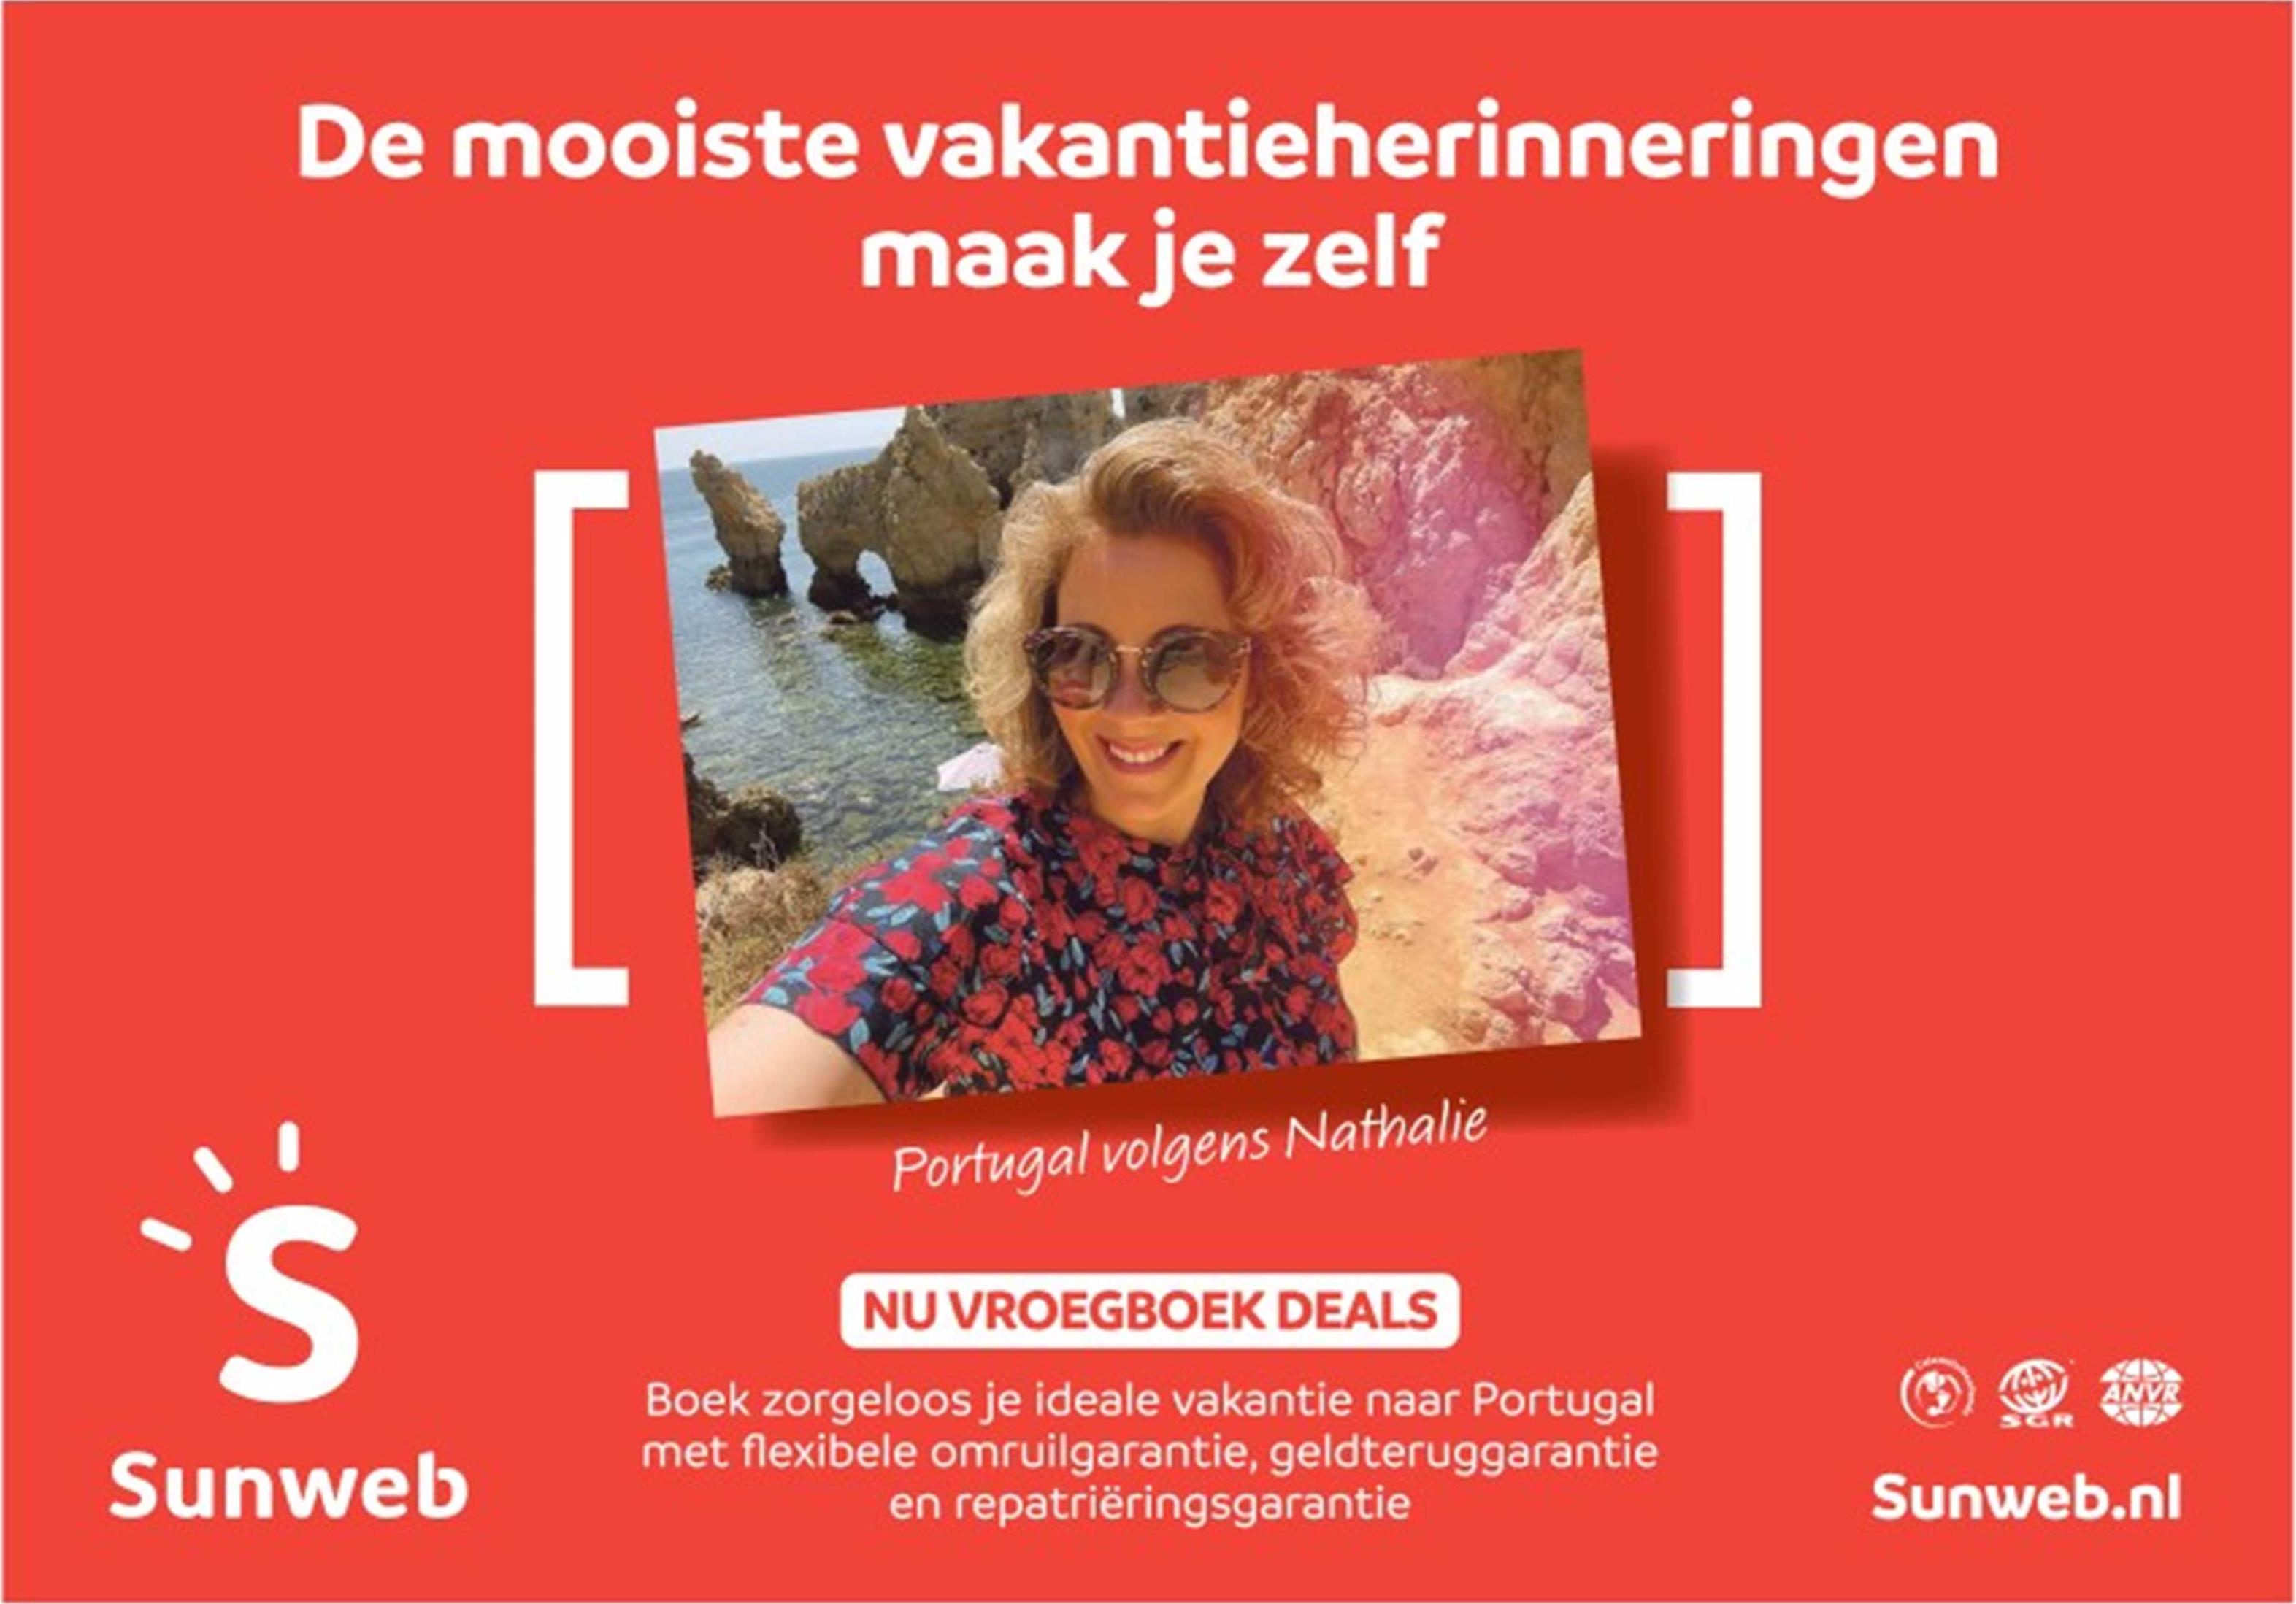 De mooiste vakantieherinneringen
maak je zelf
Portugal volgens Nathalie
NU VROEGBOEK DEALS
Boek zorgeloos je ideale vakantie naar Portugal
met flexibele omruilgarantie, geldteruggarantie
en repatriëringsgarantie
S
Sunweb
SGR
ANVR
Sunweb.nl